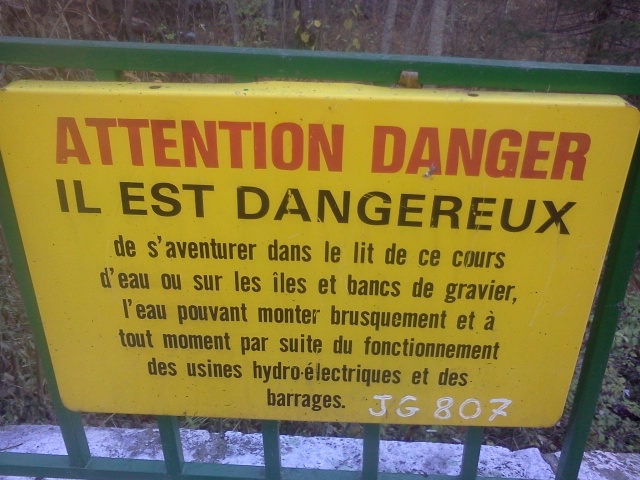 ATTENTION DANGER
IL EST DANGEREUX
de s'aventurer dans le lit de ce cours
d'eau ou sur les îles et bancs de gravier,
l'eau pouvant monter brusquement et à
tout moment par suite du fonctionnement
des usines hydro-électriques et des
barrages. JG 807